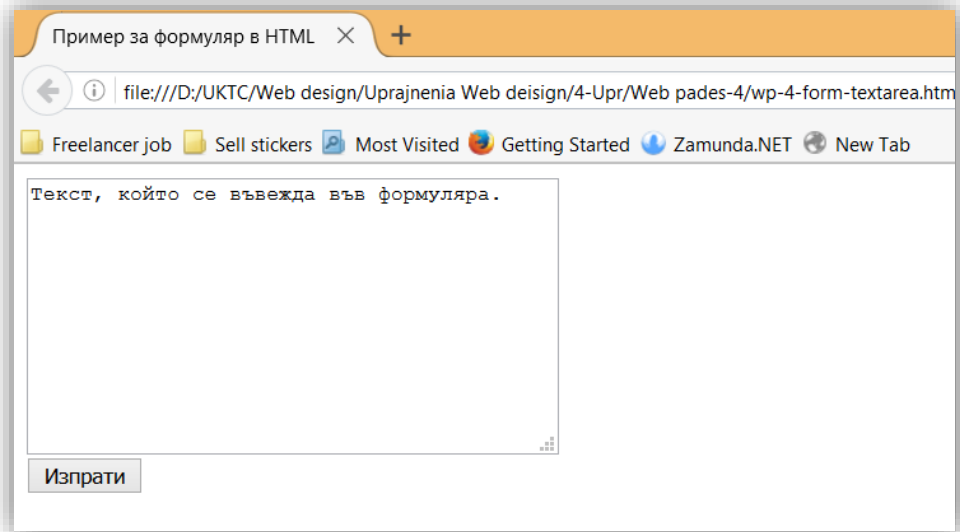 Пример за формуляр в HTML
file:///D:/UKTC/Web design/Uprajnenia Web deisign/4-Upr/Web pades-4/wp-4-form-textarea.htm
Freelancer job Sell stickers Most Visited Getting Started Zamunda.NET New Tab
Текст, който се въвежда във формуляра.
Изпрати